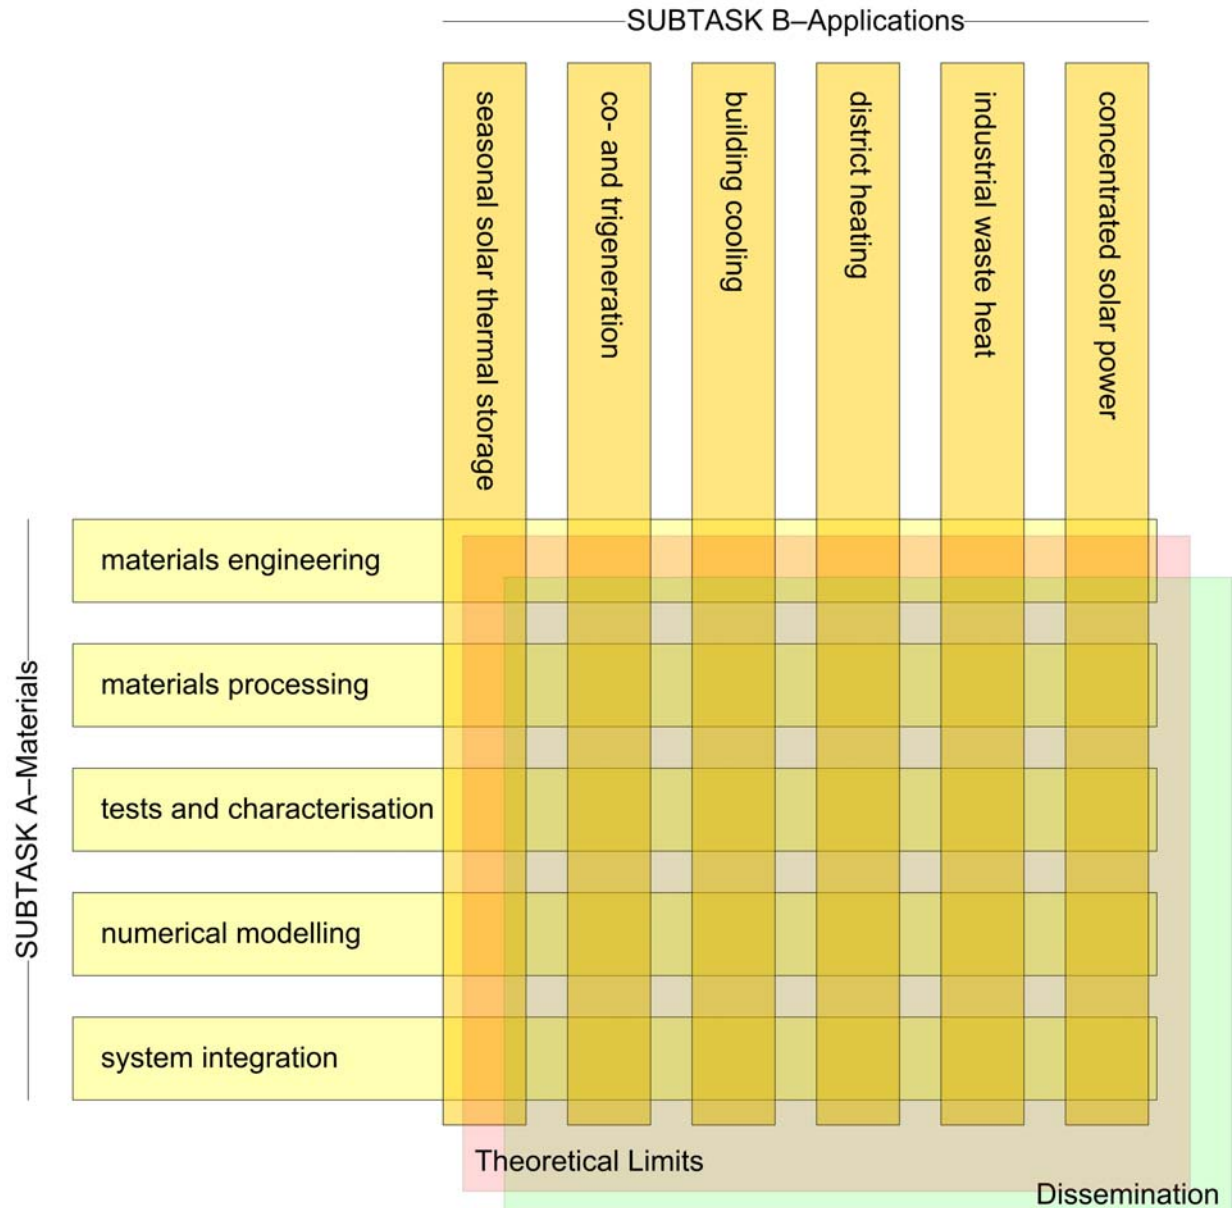 SUBTASK B–Applications
seasonal solar thermal storage
co- and trigeneration
building cooling
district heating
industrial waste heat
concentrated solar power
SUBTASK A–Materials
materials engineering
materials processing
tests and characterisation
numerical modelling
system integration
Theoretical Limits
Dissemination